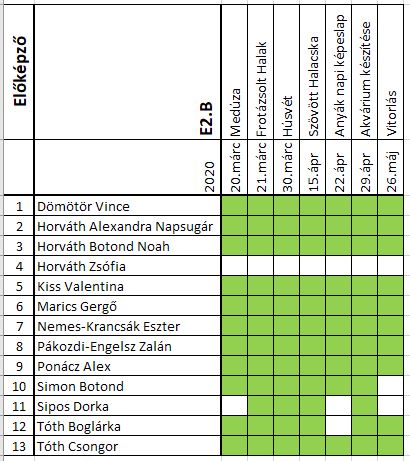 Előképző
E2.B
2020
Medúza
Frotázsolt Halak
Húsvét
Szövött Halacska
Anyák napi képeslap
Akvárium készítése
Vitorlás
20.márc
21.márc
30.márc
15.ápr
22.ápr
29.ápr
26.máj
1 Dömötör Vince
2 Horváth Alexandra Napsugár
3 Horváth Botond Noah
4 Horváth Zsófia
5 Kiss Valentina
6 Marics Gergő
7 Nemes-Krancsák Eszter
8 Pákozdi-Engelsz Zalán
9 Ponácz Alex
10 Simon Botond
11 Sipos Dorka
12 Tóth Boglárka
13 Tóth Csongor